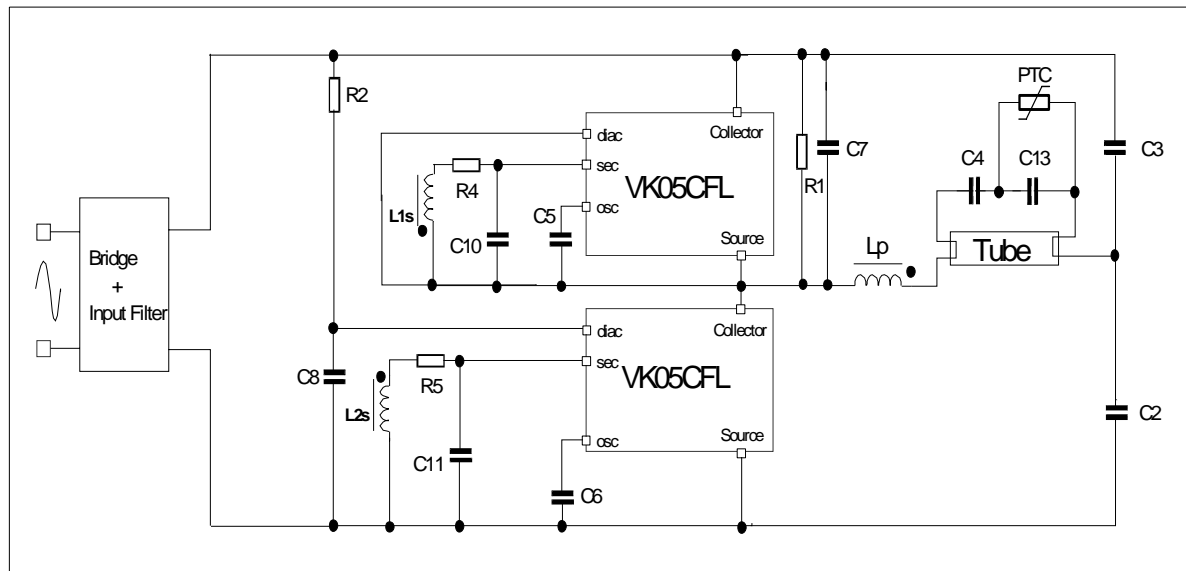 PTC
R2
diac
Collector
C4
C13
C7
C3
R4
sec
VK05CFL
R1
L1s
C5
osc
C10
Source
Lp
Tube
Bridge
+
Input Filter
diac
Collector
C8
R5
sec
VK05CFL
L2s
C2
osc
Source
C11
C6